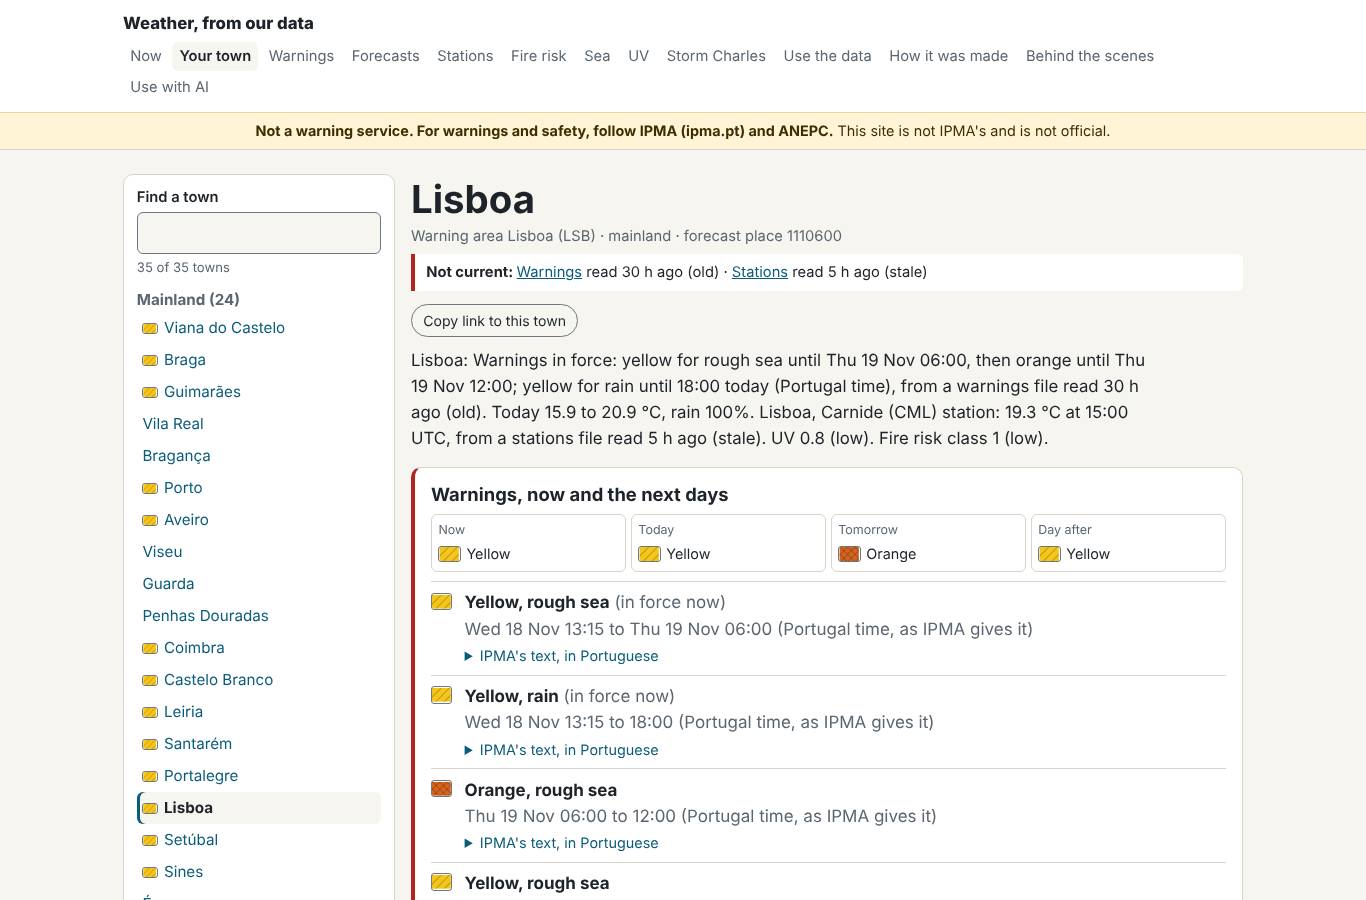 Weather, from our data
Now Your town Warnings Forecasts Stations Fire risk Sea UV Storm Charles Use the data How it was made Behind the scenes
Use with AI
Not a warning service. For warnings and safety, follow IPMA (ipma.pt) and ANEPC. This site is not IPMA's and is not official.
Find a town
35 of 35 towns
Mainland (24)
Viana do Castelo
Braga
Guimarães
Vila Real
Bragança
Porto
Aveiro
Viseu
Guarda
Penhas Douradas
Coimbra
Castelo Branco
Leiria
Santarém
Portalegre
Lisboa
Setúbal
Sines
Lisboa
Warning area Lisboa (LSB) · mainland · forecast place 1110600
Not current: Warnings read 30 h ago (old) · Stations read 5 h ago (stale)
Copy link to this town
Lisboa: Warnings in force: yellow for rough sea until Thu 19 Nov 06:00, then orange until Thu
19 Nov 12:00; yellow for rain until 18:00 today (Portugal time), from a warnings file read 30 h
ago (old). Today 15.9 to 20.9 °C, rain 100%. Lisboa, Carnide (CML) station: 19.3 °C at 15:00
UTC, from a stations file read 5 h ago (stale). UV 0.8 (low). Fire risk class 1 (low).
Warnings, now and the next days
Now Today Tomorrow Day after
Yellow Yellow Orange Yellow
Yellow, rough sea (in force now)
Wed 18 Nov 13:15 to Thu 19 Nov 06:00 (Portugal time, as IPMA gives it)
▶ IPMA's text, in Portuguese
Yellow, rain (in force now)
Wed 18 Nov 13:15 to 18:00 (Portugal time, as IPMA gives it)
▶ IPMA's text, in Portuguese
Orange, rough sea
Thu 19 Nov 06:00 to 12:00 (Portugal time, as IPMA gives it)
▶ IPMA's text, in Portuguese
Yellow, rough sea